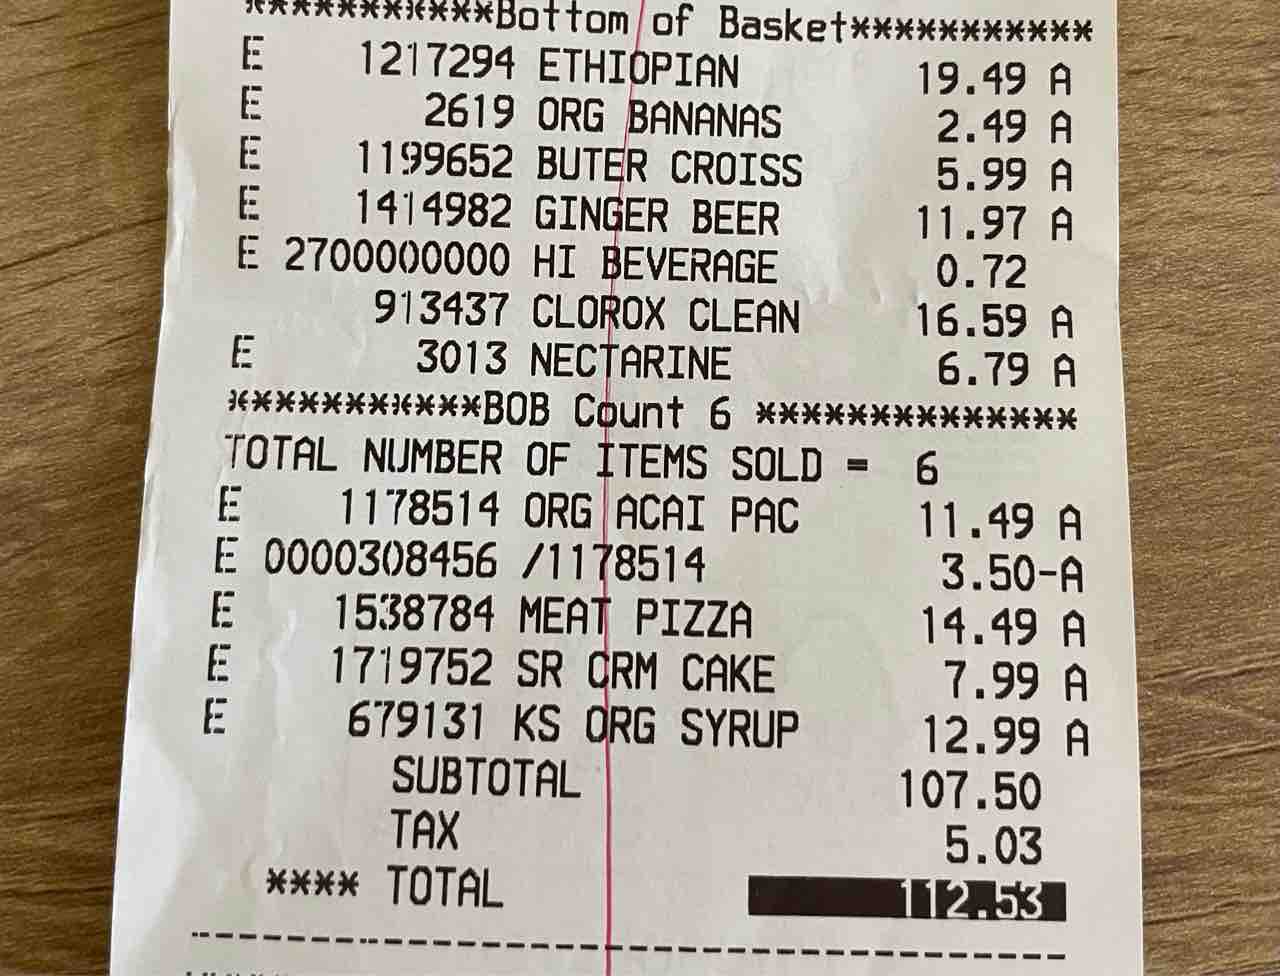 ***********Bottom of Basket***********
E 1217294 ETHIOPIAN 19.49 A
E 2619 ORG BANANAS 2.49 A
E 1199652 BUTER CROISS 5.99 A
E 1414982 GINGER BEER 11.97 A
E 2700000000 HI BEVERAGE 0.72
913437 CLOROX CLEAN 16.59 A
E 3013 NECTARINE 6.79 A
***********BOB Count 6 **************
TOTAL NUMBER OF ITEMS SOLD = 6
E 1178514 ORG ACAI PAC 11.49 A
E 0000308456 /1178514 3.50-A
E 1538784 MEAT PIZZA 14.49 A
E 1719752 SR CRM CAKE 7.99 A
E 679131 KS ORG SYRUP 12.99 A
SUBTOTAL 107.50
TAX 5.03
**** TOTAL 112.53